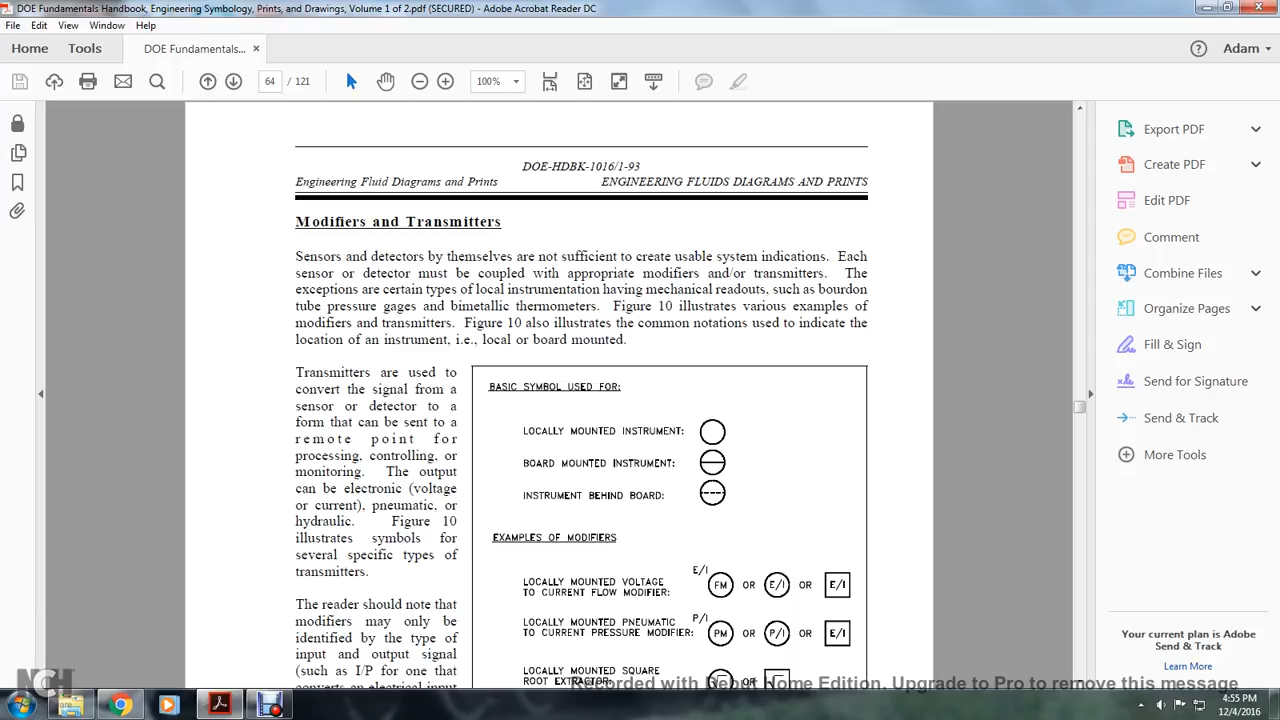 DOE Fundamentals Handbook, Engineering Symbology, Prints, and Drawings, Volume 1 of 2.pdf (SECURED) - Adobe Acrobat Reader DC
File Edit View Window Help
Home Tools DOE Fundamentals... × Adam
64 / 121 100%
DOE-HDBK-1016/1-93
Engineering Fluid Diagrams and Prints ENGINEERING FLUIDS DIAGRAMS AND PRINTS
Modifiers and Transmitters
Sensors and detectors by themselves are not sufficient to create usable system indications. Each
sensor or detector must be coupled with appropriate modifiers and/or transmitters. The
exceptions are certain types of local instrumentation having mechanical readouts, such as bourdon
tube pressure gages and bimetallic thermometers. Figure 10 illustrates various examples of
modifiers and transmitters. Figure 10 also illustrates the common notations used to indicate the
location of an instrument, i.e., local or board mounted.
Transmitters are used to
convert the signal from a
sensor or detector to a
form that can be sent to a
remote point for
processing, controlling, or
monitoring. The output
can be electronic (voltage
or current), pneumatic, or
hydraulic. Figure 10
illustrates symbols for
several specific types of
transmitters.
The reader should note that
modifiers may only be
identified by the type of
input and output signal
(such as I/P for one that
converts an electrical input
BASIC SYMBOL USED FOR:
LOCALLY MOUNTED INSTRUMENT:
BOARD MOUNTED INSTRUMENT:
INSTRUMENT BEHIND BOARD:
EXAMPLES OF MODIFIERS
LOCALLY MOUNTED VOLTAGE
TO CURRENT FLOW MODIFIER:
E/I
FM OR E/I OR E/I
LOCALLY MOUNTED PNEUMATIC
TO CURRENT PRESSURE MODIFIER:
P/I
PM OR P/I OR E/I
LOCALLY MOUNTED SQUARE
ROOT EXTRACTOR:
Export PDF
Create PDF
Edit PDF
Comment
Combine Files
Organize Pages
Fill & Sign
Send for Signature
Send & Track
More Tools
Your current plan is Adobe
Send & Track
Learn More
NCH
Recorded with Debut Home Edition. Upgrade to Pro to remove this message
4:55 PM
12/4/2016